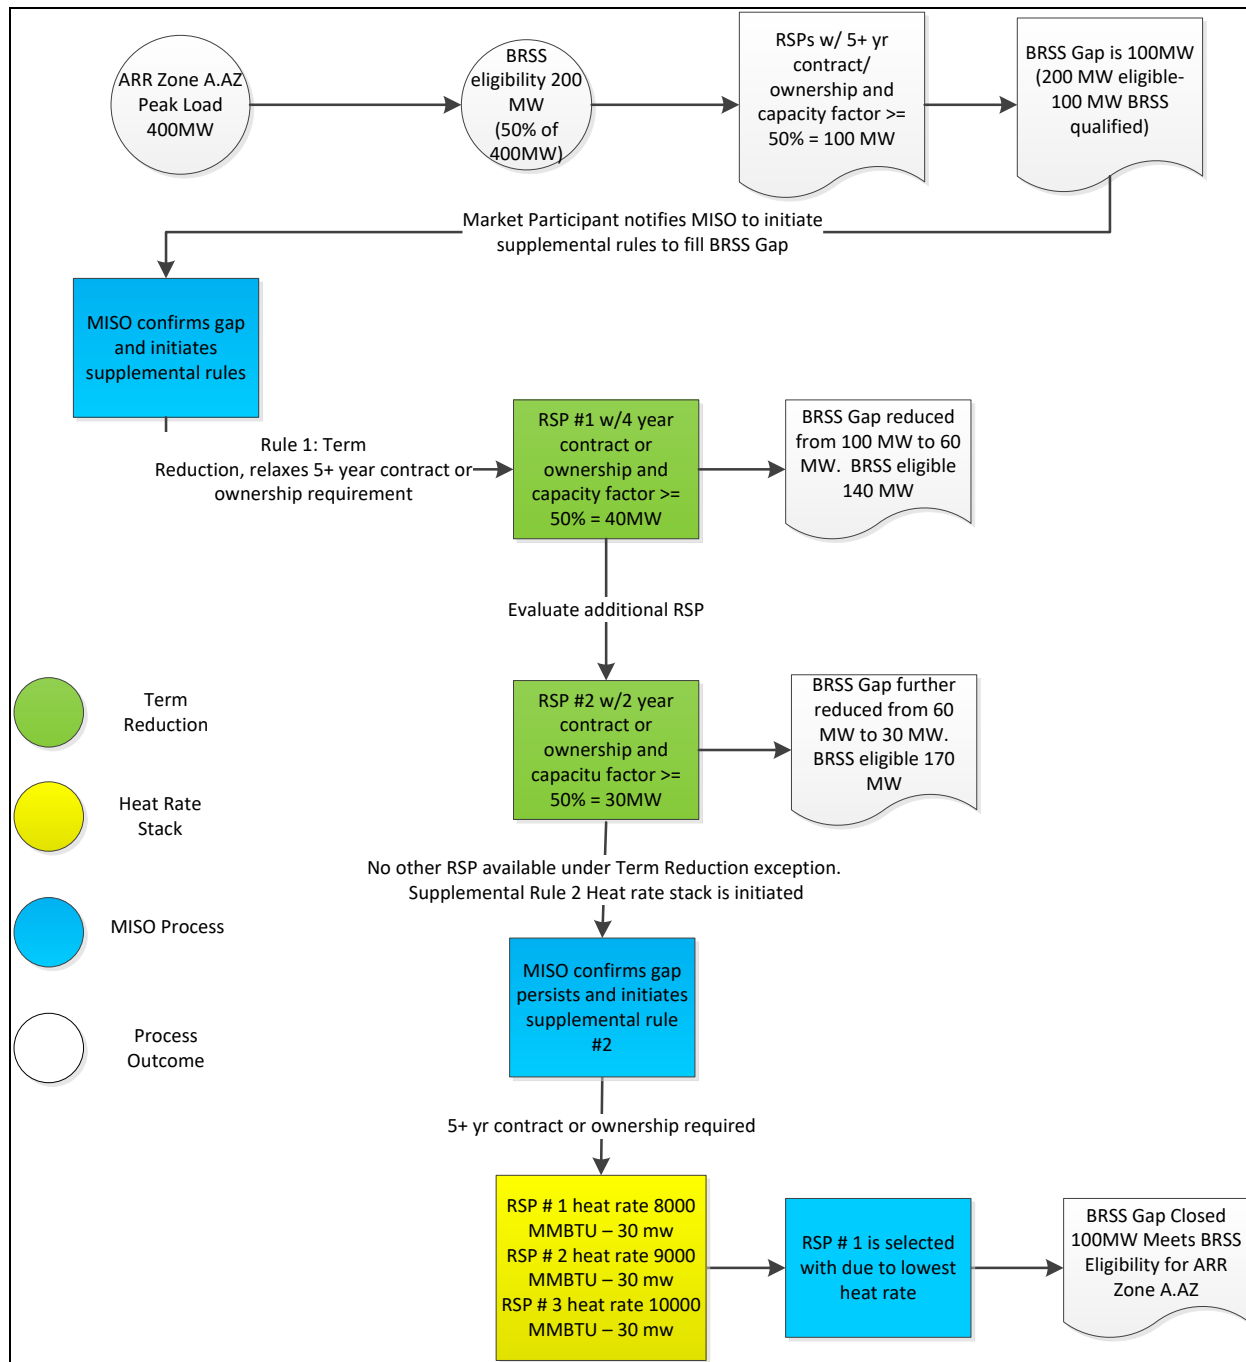 ARR Zone A.AZ
Peak Load
400MW
BRSS
eligibility 200
MW
(50% of
400MW)
RSPs w/ 5+ yr
contract/
ownership and
capacity factor >=
50% = 100 MW
BRSS Gap is 100MW
(200 MW eligible-
100 MW BRSS
qualified)
Market Participant notifies MISO to initiate
supplemental rules to fill BRSS Gap
MISO confirms gap
and initiates
supplemental rules
Rule 1: Term
Reduction, relaxes 5+ year contract or
ownership requirement
RSP #1 w/4 year
contract or
ownership and
capacity factor >=
50% = 40MW
BRSS Gap reduced
from 100 MW to 60
MW.  BRSS eligible
140 MW
Evaluate additional RSP
RSP #2 w/2 year
contract or
ownership and
capacitu factor >=
50% = 30MW
BRSS Gap further
reduced from 60
MW to 30 MW.
BRSS eligible 170
MW
Term
Reduction
Heat Rate
Stack
MISO Process
Process
Outcome
No other RSP available under Term Reduction exception.
Supplemental Rule 2 Heat rate stack is initiated
MISO confirms gap
persists and initiates
supplemental rule
#2
5+ yr contract or ownership required
RSP # 1 heat rate 8000
MMBTU – 30 mw
RSP # 2 heat rate 9000
MMBTU – 30 mw
RSP # 3 heat rate 10000
MMBTU – 30 mw
RSP # 1 is selected
with due to lowest
heat rate
BRSS Gap Closed
100MW Meets BRSS
Eligibility for ARR
Zone A.AZ